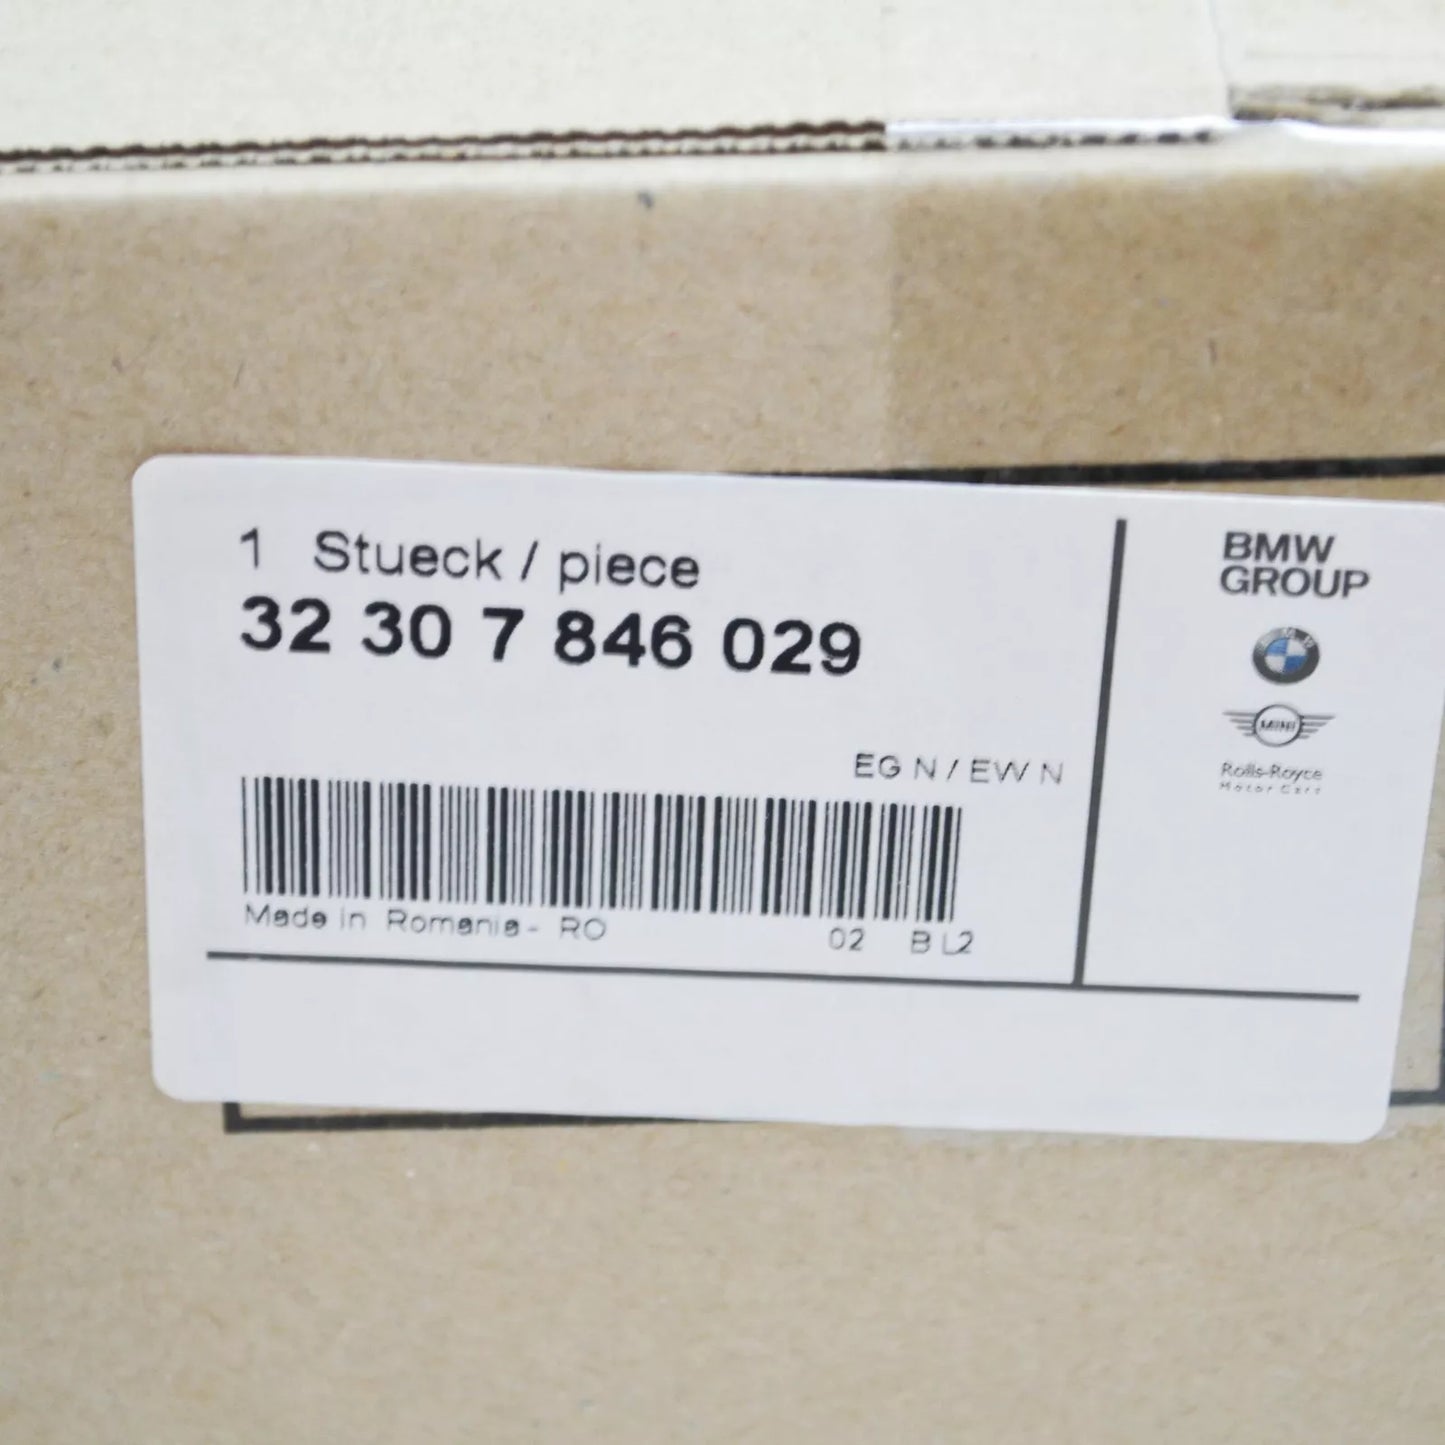 1 Stueck / piece
32 30 7 846 029
EG N / EW N
Made in Romania - RO
02 B L2
BMW
GROUP
MINI
Rolls-Royce
Motor Cars